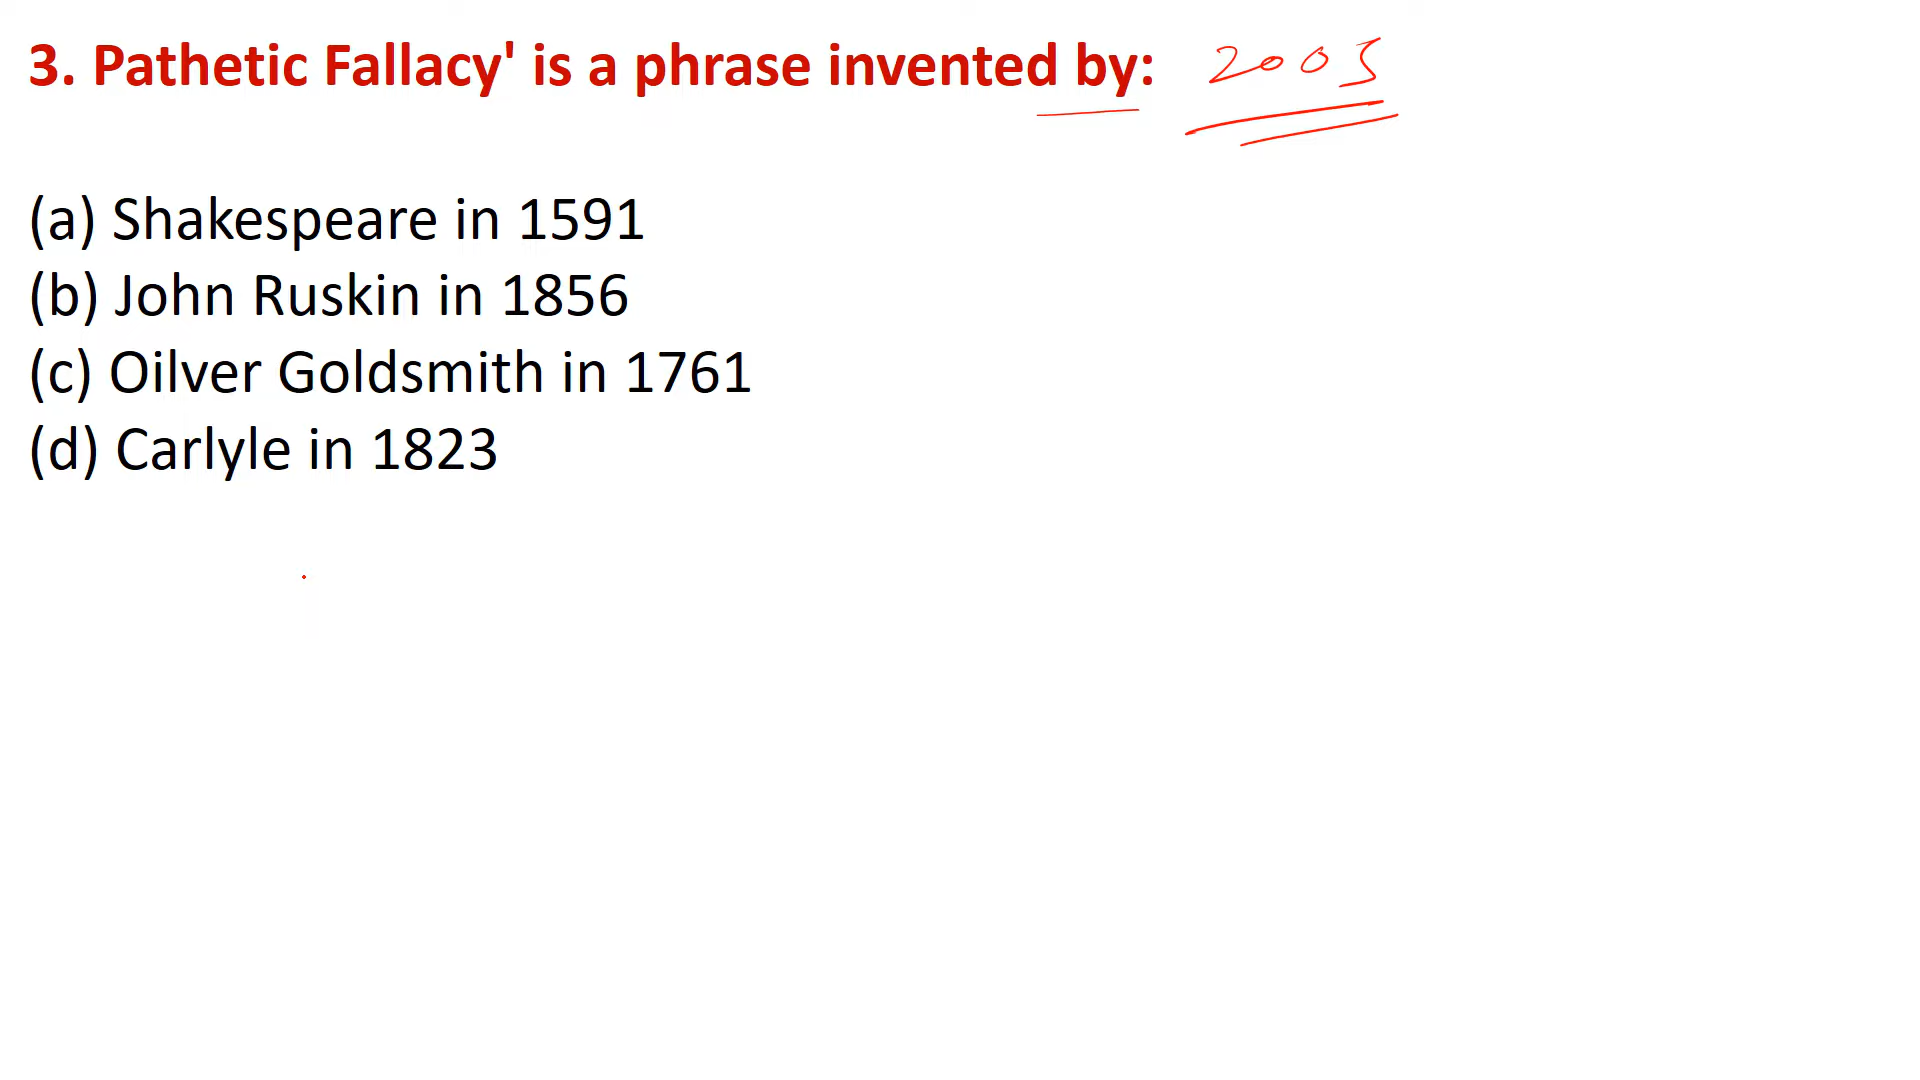 3. Pathetic Fallacy' is a phrase invented by: 2005
(a) Shakespeare in 1591
(b) John Ruskin in 1856
(c) Oilver Goldsmith in 1761
(d) Carlyle in 1823